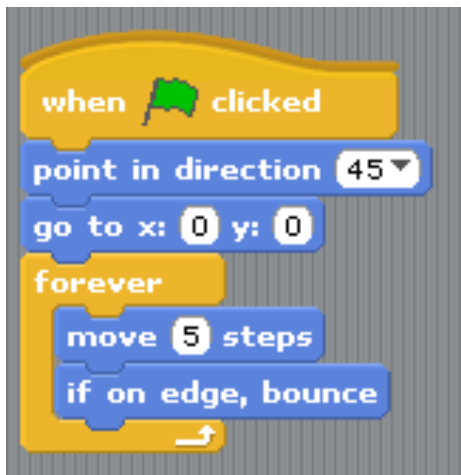 when clicked
point in direction 45
go to x: 0 y: 0
forever
move 5 steps
if on edge, bounce